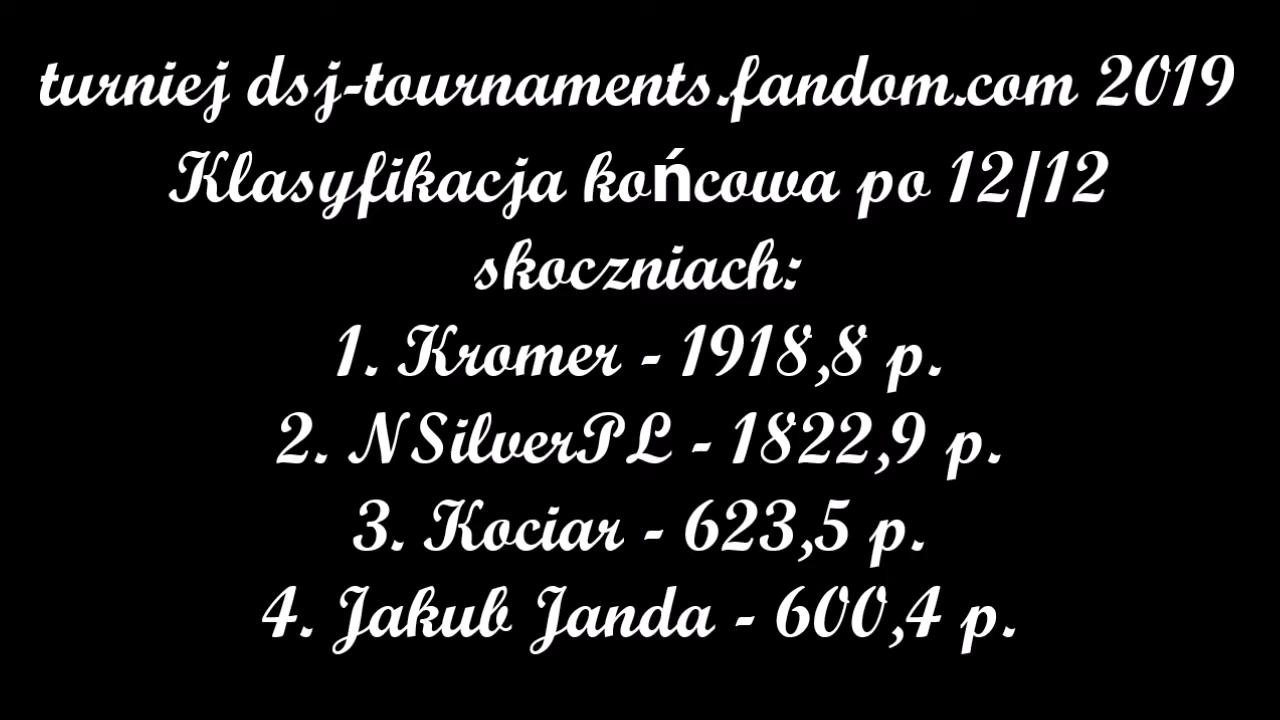 turniej dsj-tournaments.fandom.com 2019
Klasyfikacja końcowa po 12/12
skoczniach:
1. Kromer - 1918,8 p.
2. NSilverPL - 1822,9 p.
3. Kociar - 623,5 p.
4. Jakub Janda - 600,4 p.